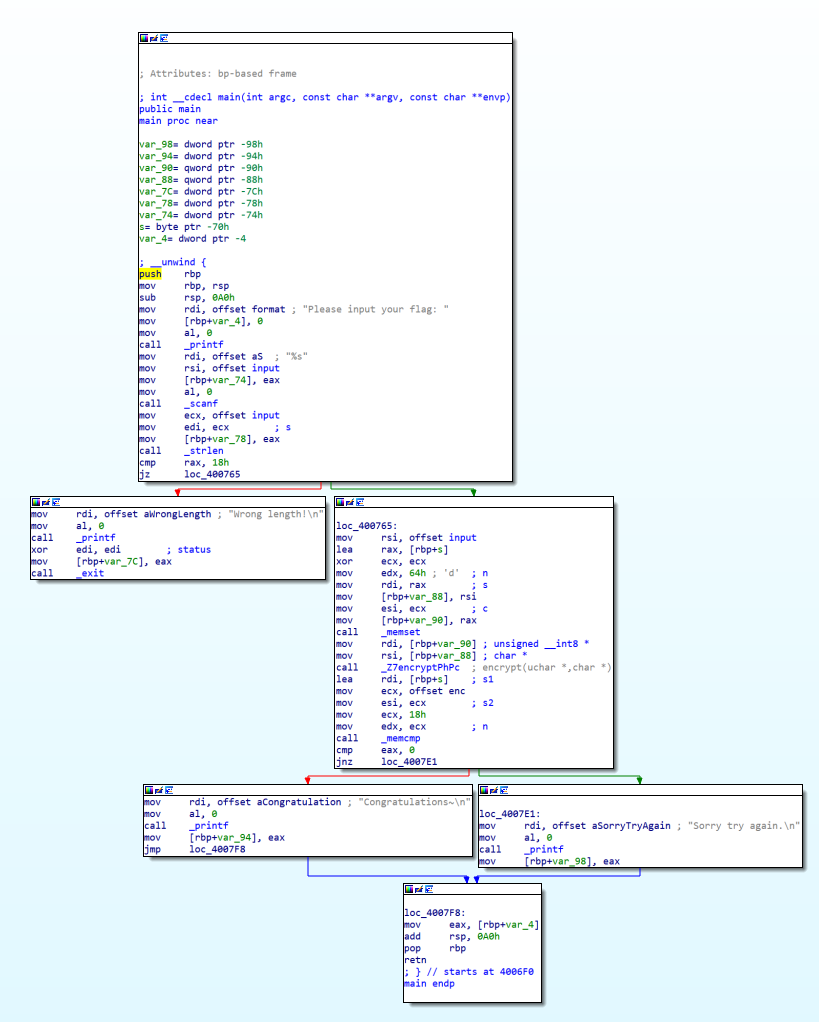 ; Attributes: bp-based frame
; int __cdecl main(int argc, const char **argv, const char **envp)
public main
main proc near
var_98= dword ptr -98h
var_94= dword ptr -94h
var_90= qword ptr -90h
var_88= qword ptr -88h
var_7C= dword ptr -7Ch
var_78= dword ptr -78h
var_74= dword ptr -74h
s= byte ptr -70h
var_4= dword ptr -4
; __unwind {
push rbp
mov rbp, rsp
sub rsp, 0A0h
mov rdi, offset format ; "Please input your flag: "
mov [rbp+var_4], 0
mov al, 0
call _printf
mov rdi, offset aS ; "%s"
mov rsi, offset input
mov [rbp+var_74], eax
mov al, 0
call _scanf
mov ecx, offset input
mov edi, ecx ; s
mov [rbp+var_78], eax
call _strlen
cmp rax, 18h
jz loc_400765
mov rdi, offset aWrongLength ; "Wrong length!\n"
mov al, 0
call _printf
xor edi, edi ; status
mov [rbp+var_7C], eax
call _exit
loc_400765:
mov rsi, offset input
lea rax, [rbp+s]
xor ecx, ecx
mov edx, 64h ; 'd' ; n
mov rdi, rax ; s
mov [rbp+var_88], rsi
mov esi, ecx ; c
mov [rbp+var_90], rax
call _memset
mov rdi, [rbp+var_90] ; unsigned __int8 *
mov rsi, [rbp+var_88] ; char *
call _Z7encryptPhPc ; encrypt(uchar *,char *)
lea rdi, [rbp+s] ; s1
mov ecx, offset enc
mov esi, ecx ; s2
mov ecx, 18h
mov edx, ecx ; n
call _memcmp
cmp eax, 0
jnz loc_4007E1
mov rdi, offset aCongratulation ; "Congratulations~\n"
mov al, 0
call _printf
mov [rbp+var_94], eax
jmp loc_4007F8
loc_4007E1:
mov rdi, offset aSorryTryAgain ; "Sorry try again.\n"
mov al, 0
call _printf
mov [rbp+var_98], eax
loc_4007F8:
mov eax, [rbp+var_4]
add rsp, 0A0h
pop rbp
retn
; } // starts at 4006F0
main endp